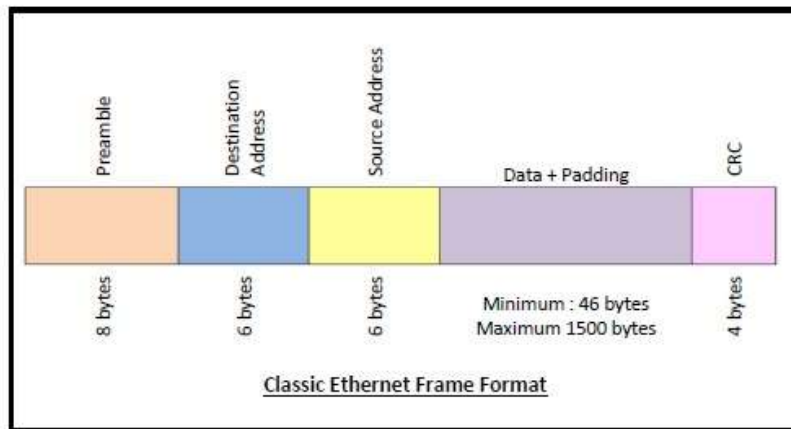 Preamble
Destination
Address
Source Address
Data + Padding
CRC
8 bytes
6 bytes
6 bytes
Minimum : 46 bytes
Maximum 1500 bytes
4 bytes
Classic Ethernet Frame Format